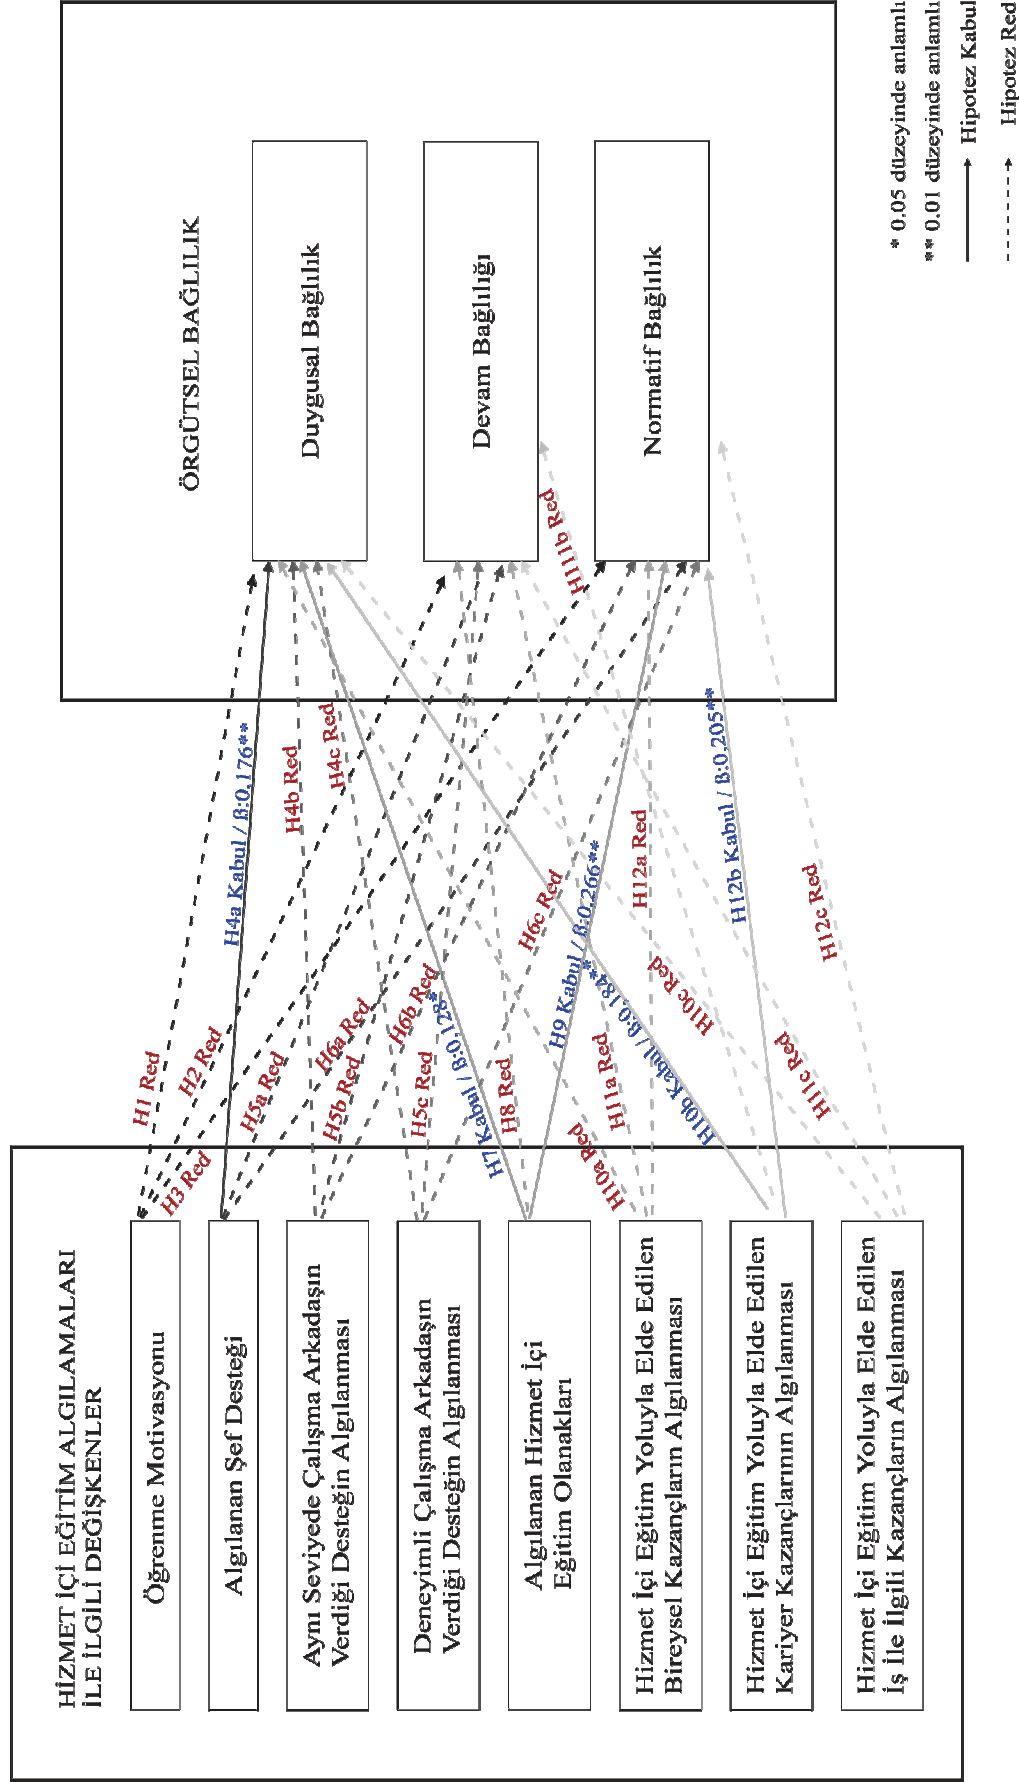 HİZMET İÇİ EĞİTİM ALGILAMALARI
İLE İLGİLİ DEĞİŞKENLER
Öğrenme Motivasyonu
Algılanan Şef Desteği
Aynı Seviyede Çalışma Arkadaşın
Verdiği Desteğin Algılanması
Deneyimli Çalışma Arkadaşın
Verdiği Desteğin Algılanması
Algılanan Hizmet İçi
Eğitim Olanakları
Hizmet İçi Eğitim Yoluyla Elde Edilen
Bireysel Kazançların Algılanması
Hizmet İçi Eğitim Yoluyla Elde Edilen
Kariyer Kazançlarının Algılanması
Hizmet İçi Eğitim Yoluyla Elde Edilen
İş İle İlgili Kazançların Algılanması
H1 Red
H2 Red
H3 Red
H4a Kabul / ß:0,176**
H4b Red
H4c Red
H5a Red
H6a Red
H5b Red
H6b Red
H5c Red
H6c Red
H7 Kabul / ß:0,128*
H8 Red
H9 Kabul / ß:0,266**
H10a Red
H11a Red
H12a Red
H10b Kabul / ß:0,184**
H111b Red
H12b Kabul / ß:0,205**
H10c Red
H11c Red
H12c Red
ÖRGÜTSEL BAĞLILIK
Duygusal Bağlılık
Devam Bağlılığı
Normatif Bağlılık
* 0.05 düzeyinde anlamlı
** 0.01 düzeyinde anlamlı
Hipotez Kabul
Hipotez Red